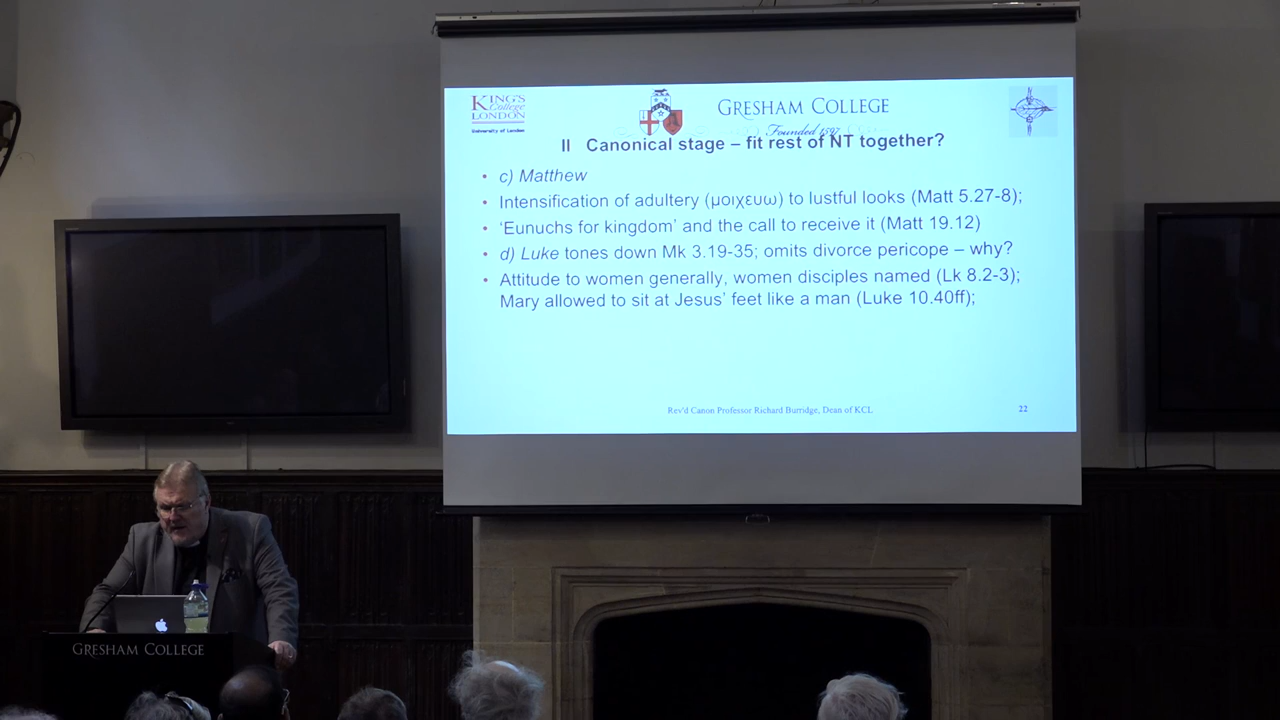 KING'S
College
LONDON
University of London
GRESHAM COLLEGE
Founded 1597
II Canonical stage – fit rest of NT together?
• c) Matthew
• Intensification of adultery (μοιχευω) to lustful looks (Matt 5.27-8);
• ‘Eunuchs for kingdom’ and the call to receive it (Matt 19.12)
• d) Luke tones down Mk 3.19-35; omits divorce pericope – why?
• Attitude to women generally, women disciples named (Lk 8.2-3);
Mary allowed to sit at Jesus’ feet like a man (Luke 10.40ff);
Rev'd Canon Professor Richard Burridge, Dean of KCL
22
GRESHAM COLLEGE